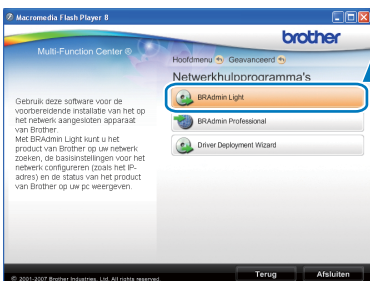 Macromedia Flash Player 8
brother
Multi-Function Center ®
Hoofdmenu Geavanceerd
Netwerkhulpprogramma's
BRAdmin Light
BRAdmin Professional
Driver Deployment Wizard
Gebruik deze software voor de
voorbereidende installatie van het op
het netwerk aangesloten apparaat
van Brother.
Met BRAdmin Light kunt u het
product van Brother op uw netwerk
zoeken, de basisinstellingen voor het
netwerk configureren (zoals het IP-
adres) en de status van het product
van Brother op uw pc weergeven.
© 2001-2007 Brother Industries, Ltd. All rights reserved.
Terug Afsluiten